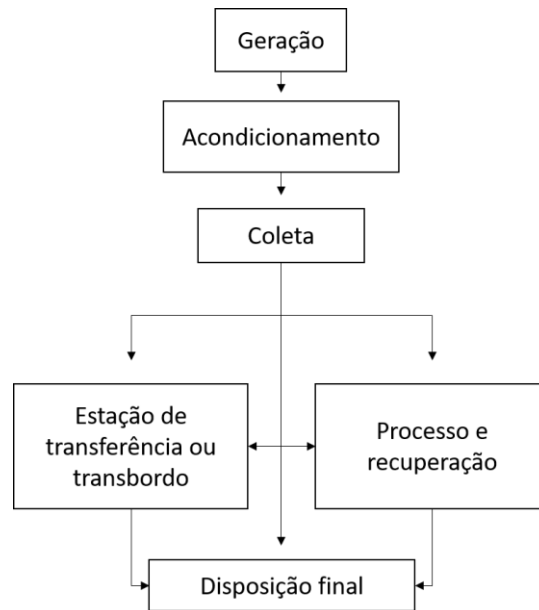 Geração
Acondicionamento
Coleta
Estação de
transferência ou
transbordo
Processo e
recuperação
Disposição final